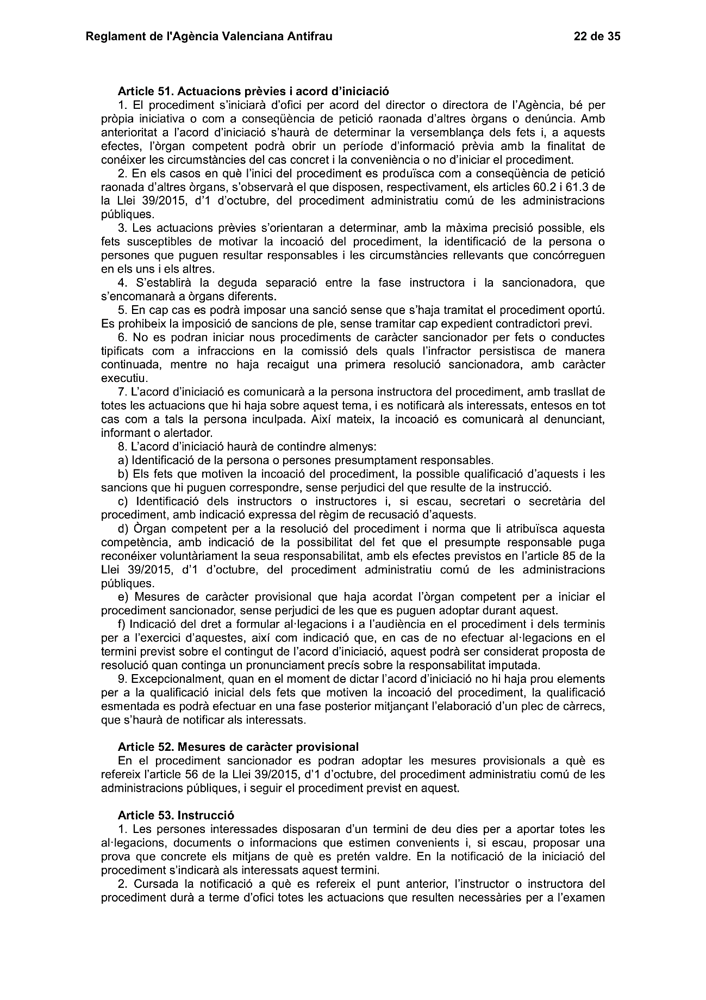 Reglament de l'Agència Valenciana Antifrau 22 de 35
Article 51. Actuacions prèvies i acord d’iniciació
1. El procediment s’iniciarà d’ofici per acord del director o directora de l’Agència, bé per
pròpia iniciativa o com a conseqüència de petició raonada d’altres òrgans o denúncia. Amb
anterioritat a l’acord d’iniciació s’haurà de determinar la versemblança dels fets i, a aquests
efectes, l’òrgan competent podrà obrir un període d’informació prèvia amb la finalitat de
conéixer les circumstàncies del cas concret i la conveniència o no d’iniciar el procediment.
2. En els casos en què l’inici del procediment es produïsca com a conseqüència de petició
raonada d’altres òrgans, s’observarà el que disposen, respectivament, els articles 60.2 i 61.3 de
la Llei 39/2015, d’1 d’octubre, del procediment administratiu comú de les administracions
públiques.
3. Les actuacions prèvies s’orientaran a determinar, amb la màxima precisió possible, els
fets susceptibles de motivar la incoació del procediment, la identificació de la persona o
persones que puguen resultar responsables i les circumstàncies rellevants que concórreguen
en els uns i els altres.
4. S’establirà la deguda separació entre la fase instructora i la sancionadora, que
s’encomanarà a òrgans diferents.
5. En cap cas es podrà imposar una sanció sense que s’haja tramitat el procediment oportú.
Es prohibeix la imposició de sancions de ple, sense tramitar cap expedient contradictori previ.
6. No es podran iniciar nous procediments de caràcter sancionador per fets o conductes
tipificats com a infraccions en la comissió dels quals l’infractor persistisca de manera
continuada, mentre no haja recaigut una primera resolució sancionadora, amb caràcter
executiu.
7. L’acord d’iniciació es comunicarà a la persona instructora del procediment, amb trasllat de
totes les actuacions que hi haja sobre aquest tema, i es notificarà als interessats, entesos en tot
cas com a tals la persona inculpada. Així mateix, la incoació es comunicarà al denunciant,
informant o alertador.
8. L’acord d’iniciació haurà de contindre almenys:
a) Identificació de la persona o persones presumptament responsables.
b) Els fets que motiven la incoació del procediment, la possible qualificació d’aquests i les
sancions que hi puguen correspondre, sense perjudici del que resulte de la instrucció.
c) Identificació dels instructors o instructores i, si escau, secretari o secretària del
procediment, amb indicació expressa del règim de recusació d’aquests.
d) Òrgan competent per a la resolució del procediment i norma que li atribuïsca aquesta
competència, amb indicació de la possibilitat del fet que el presumpte responsable puga
reconéixer voluntàriament la seua responsabilitat, amb els efectes previstos en l’article 85 de la
Llei 39/2015, d’1 d’octubre, del procediment administratiu comú de les administracions
públiques.
e) Mesures de caràcter provisional que haja acordat l’òrgan competent per a iniciar el
procediment sancionador, sense perjudici de les que es puguen adoptar durant aquest.
f) Indicació del dret a formular al·legacions i a l’audiència en el procediment i dels terminis
per a l’exercici d’aquestes, així com indicació que, en cas de no efectuar al·legacions en el
termini previst sobre el contingut de l’acord d’iniciació, aquest podrà ser considerat proposta de
resolució quan continga un pronunciament precís sobre la responsabilitat imputada.
9. Excepcionalment, quan en el moment de dictar l’acord d’iniciació no hi haja prou elements
per a la qualificació inicial dels fets que motiven la incoació del procediment, la qualificació
esmentada es podrà efectuar en una fase posterior mitjançant l’elaboració d’un plec de càrrecs,
que s’haurà de notificar als interessats.
Article 52. Mesures de caràcter provisional
En el procediment sancionador es podran adoptar les mesures provisionals a què es
refereix l’article 56 de la Llei 39/2015, d’1 d’octubre, del procediment administratiu comú de les
administracions públiques, i seguir el procediment previst en aquest.
Article 53. Instrucció
1. Les persones interessades disposaran d’un termini de deu dies per a aportar totes les
al·legacions, documents o informacions que estimen convenients i, si escau, proposar una
prova que concrete els mitjans de què es pretén valdre. En la notificació de la iniciació del
procediment s’indicarà als interessats aquest termini.
2. Cursada la notificació a què es refereix el punt anterior, l’instructor o instructora del
procediment durà a terme d’ofici totes les actuacions que resulten necessàries per a l’examen